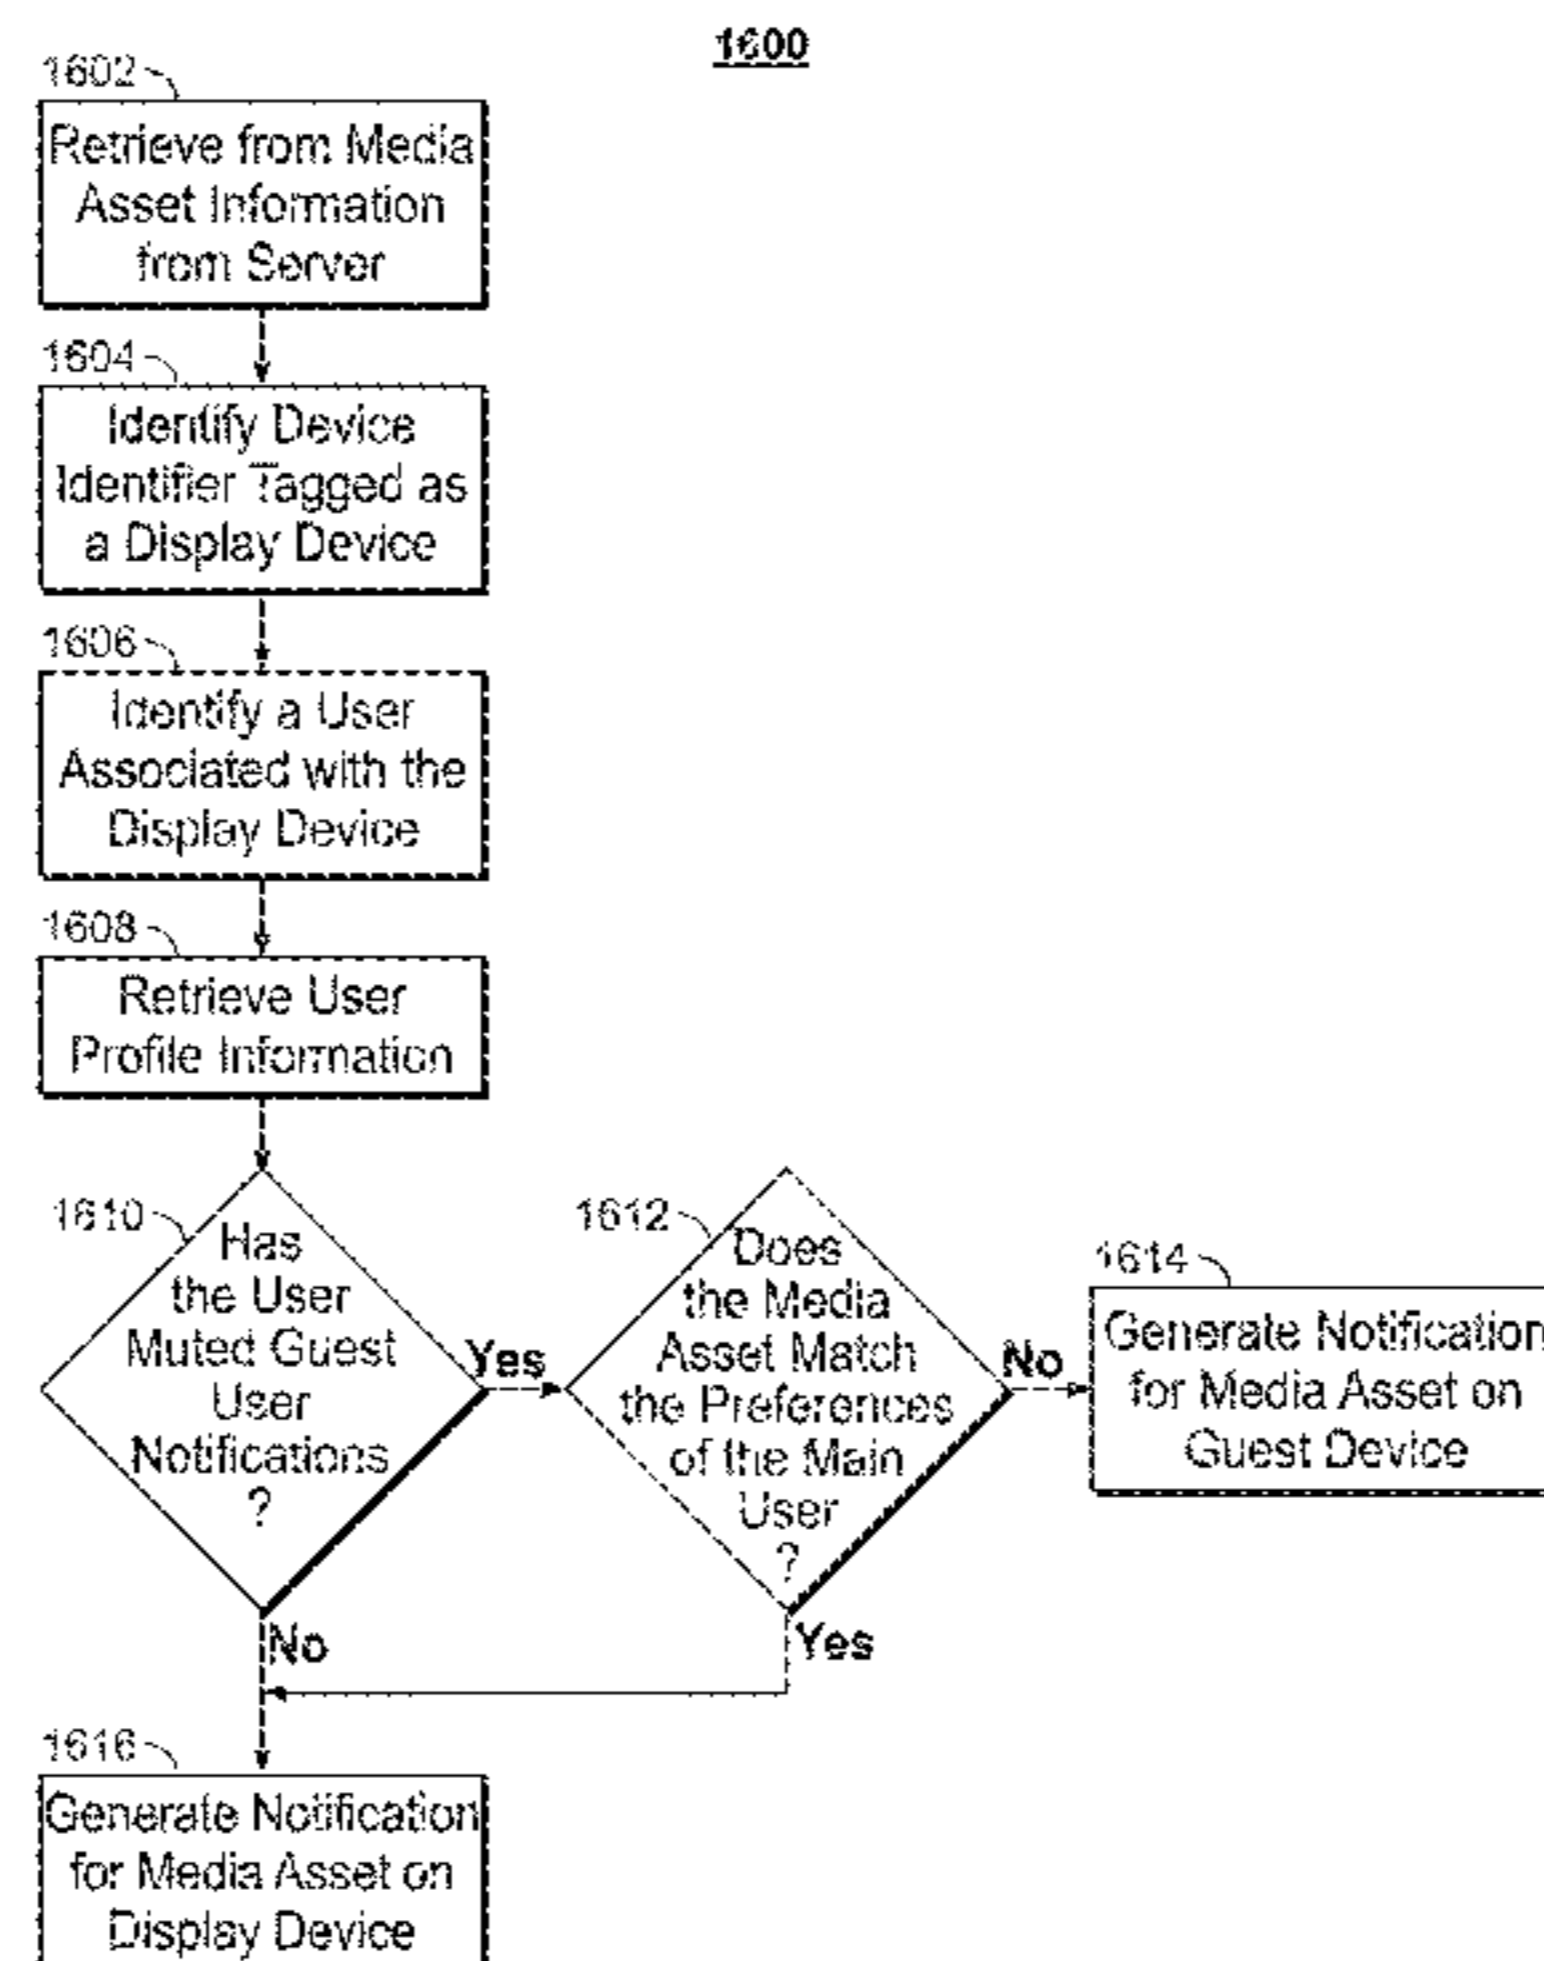 1600
1602
Retrieve from Media
Asset Information
from Server
1604
Identify Device
Identifier Tagged as
a Display Device
1606
Identify a User
Associated with the
Display Device
1608
Retrieve User
Profile Information
1610
Has
the User
Muted Guest
User
Notifications
?
Yes
No
1612
Does
the Media
Asset Match
the Preferences
of the Main
User
?
No
Yes
1614
Generate Notification
for Media Asset on
Guest Device
1616
Generate Notification
for Media Asset on
Display Device